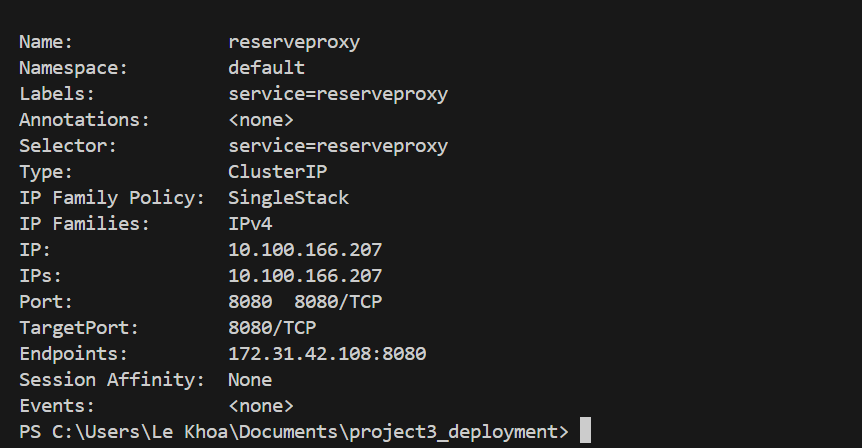 Name: reserveproxy
Namespace: default
Labels: service=reserveproxy
Annotations: <none>
Selector: service=reserveproxy
Type: ClusterIP
IP Family Policy: SingleStack
IP Families: IPv4
IP: 10.100.166.207
IPs: 10.100.166.207
Port: 8080 8080/TCP
TargetPort: 8080/TCP
Endpoints: 172.31.42.108:8080
Session Affinity: None
Events: <none>
PS C:\Users\Le Khoa\Documents\project3_deployment>